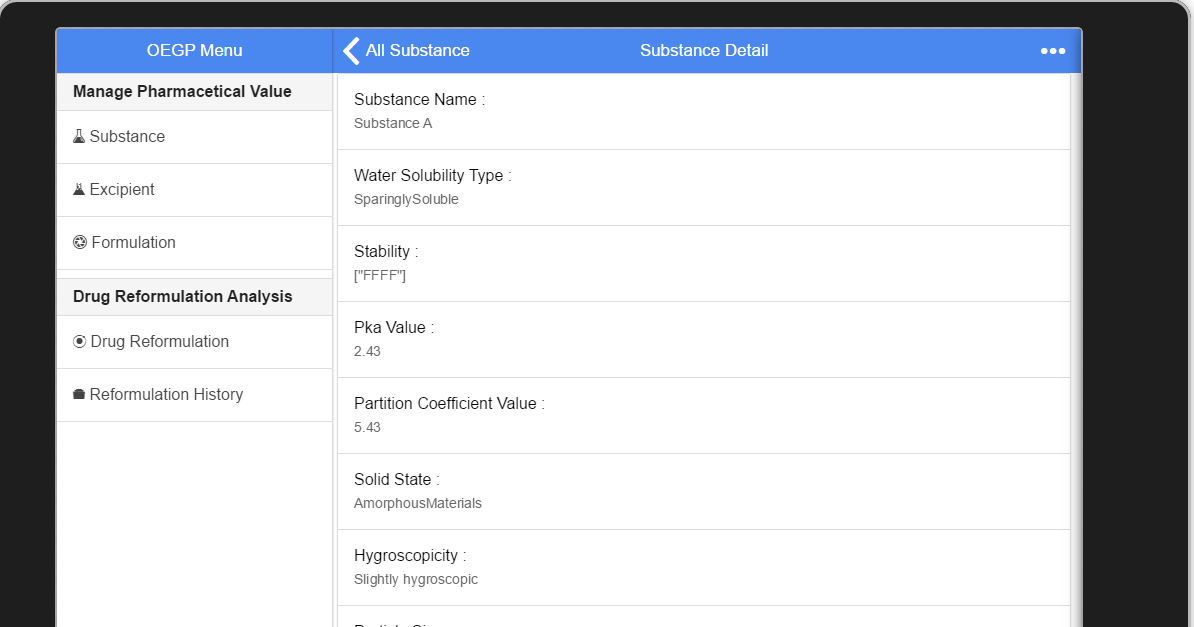 OEGP Menu
Manage Pharmacetical Value
Substance
Excipient
Formulation
Drug Reformulation Analysis
Drug Reformulation
Reformulation History
All Substance
Substance Detail
Substance Name :
Substance A
Water Solubility Type :
SparinglySoluble
Stability :
["FFFF"]
Pka Value :
2.43
Partition Coefficient Value :
5.43
Solid State :
AmorphousMaterials
Hygroscopicity :
Slightly hygroscopic